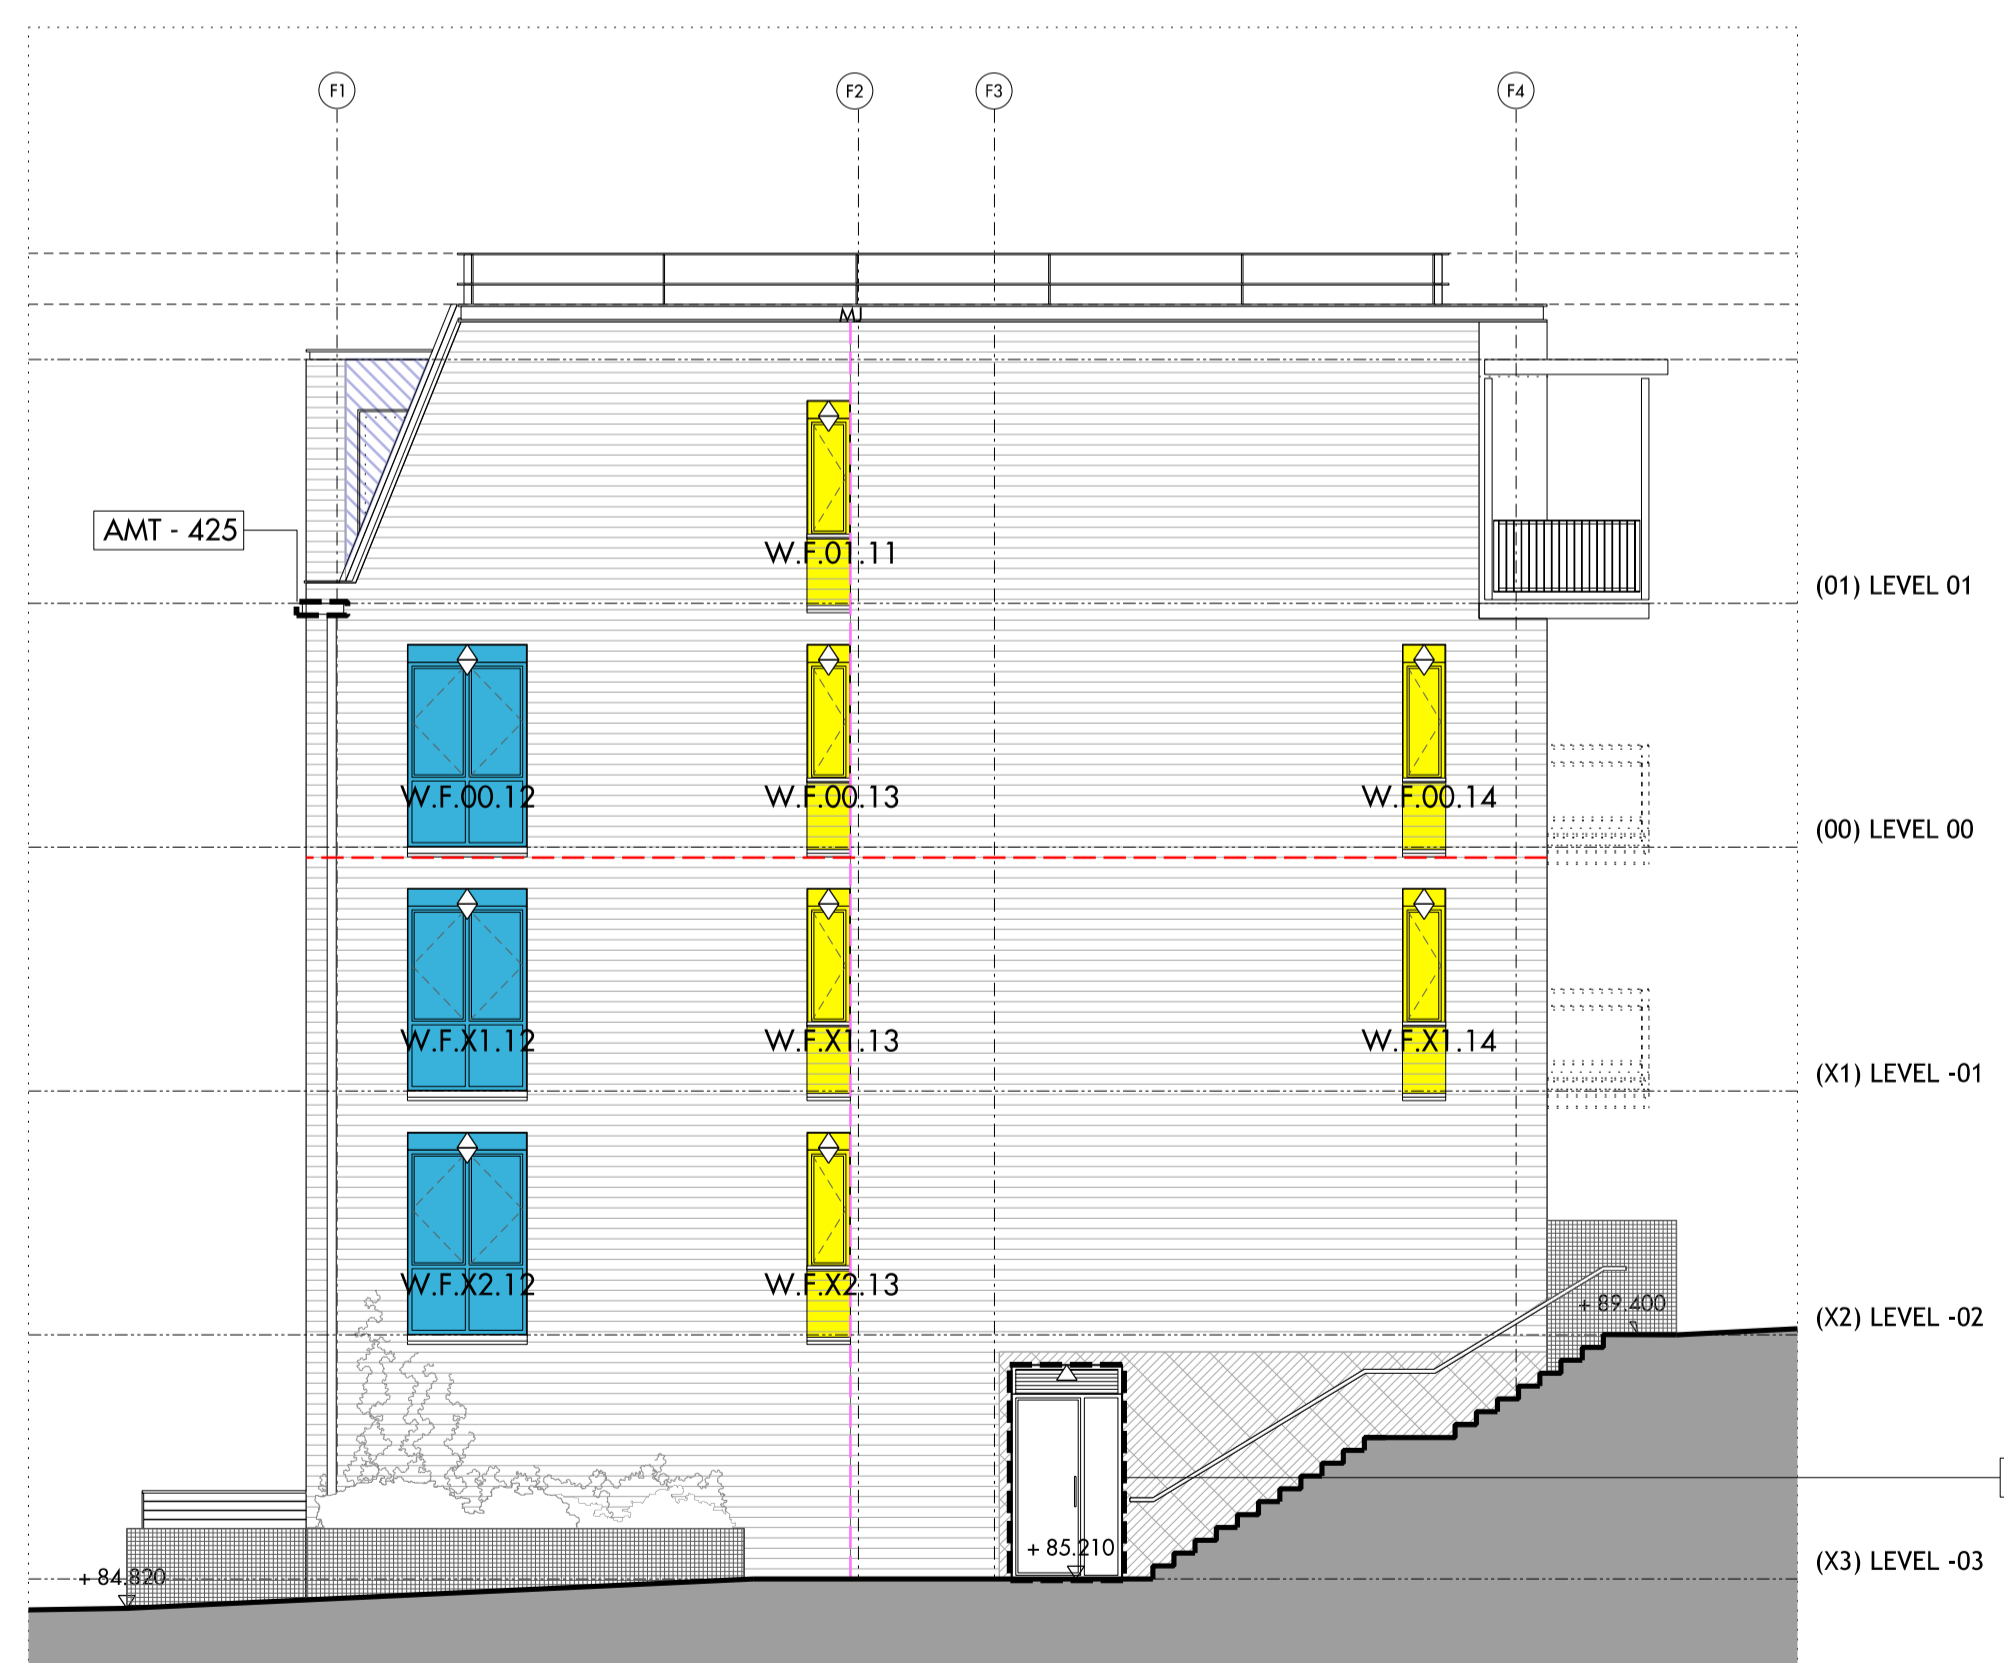 F1 F2 F3 F4
MJ
AMT - 425
W.F.01.11
(01) LEVEL 01
W.F.00.12 W.F.00.13 W.F.00.14
(00) LEVEL 00
W.F.X1.12 W.F.X1.13 W.F.X1.14
(X1) LEVEL -01
W.F.X2.12 W.F.X2.13
+ 89.400
(X2) LEVEL -02
+ 85.210
(X3) LEVEL -03
+ 84.820